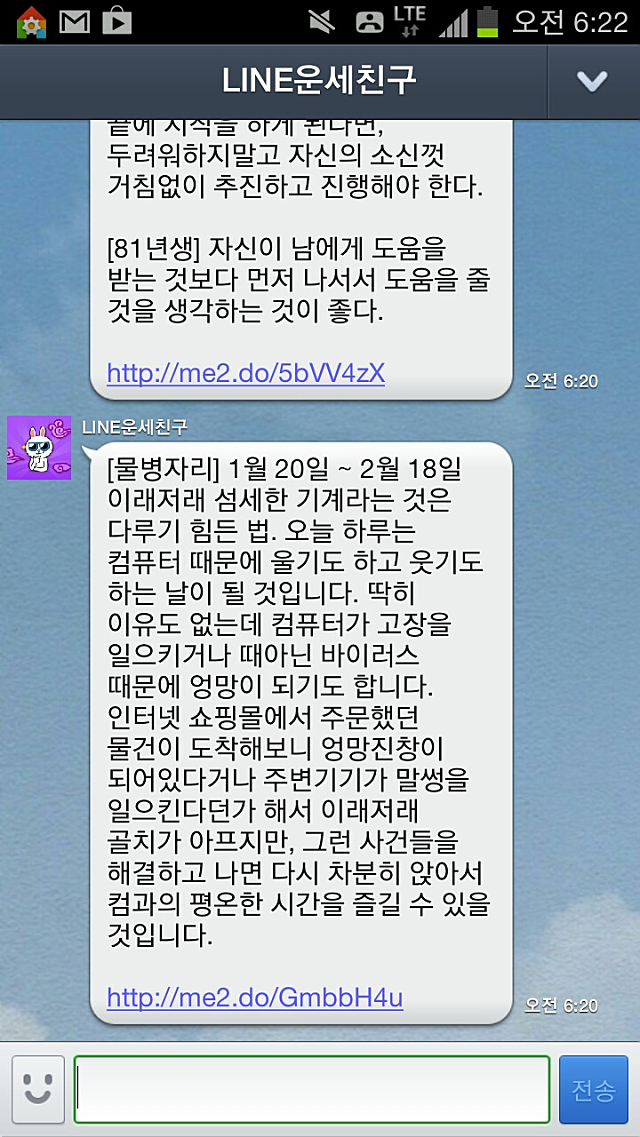 LTE
오전 6:22
LINE운세친구
끝에 시작을 하게 된다면,
두려워하지말고 자신의 소신껏
거침없이 추진하고 진행해야 한다.
[81년생] 자신이 남에게 도움을
받는 것보다 먼저 나서서 도움을 줄
것을 생각하는 것이 좋다.
http://me2.do/5bVV4zX
오전 6:20
LINE운세친구
[물병자리] 1월 20일 ~ 2월 18일
이래저래 섬세한 기계라는 것은
다루기 힘든 법. 오늘 하루는
컴퓨터 때문에 울기도 하고 웃기도
하는 날이 될 것입니다. 딱히
이유도 없는데 컴퓨터가 고장을
일으키거나 때아닌 바이러스
때문에 엉망이 되기도 합니다.
인터넷 쇼핑몰에서 주문했던
물건이 도착해보니 엉망진창이
되어있다거나 주변기기가 말썽을
일으킨다던가 해서 이래저래
골치가 아프지만, 그런 사건들을
해결하고 나면 다시 차분히 앉아서
컴과의 평온한 시간을 즐길 수 있을
것입니다.
http://me2.do/GmbbH4u
오전 6:20
전송